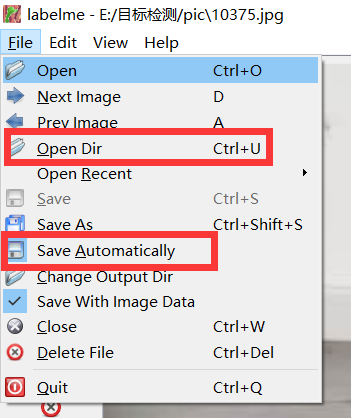 labelme - E:/目标检测/pic\10375.jpg
File Edit View Help
Open Ctrl+O
Next Image D
Prev Image A
Open Dir Ctrl+U
Open Recent
Save Ctrl+S
Save As Ctrl+Shift+S
Save Automatically
Change Output Dir
Save With Image Data
Close Ctrl+W
Delete File Ctrl+Del
Quit Ctrl+Q